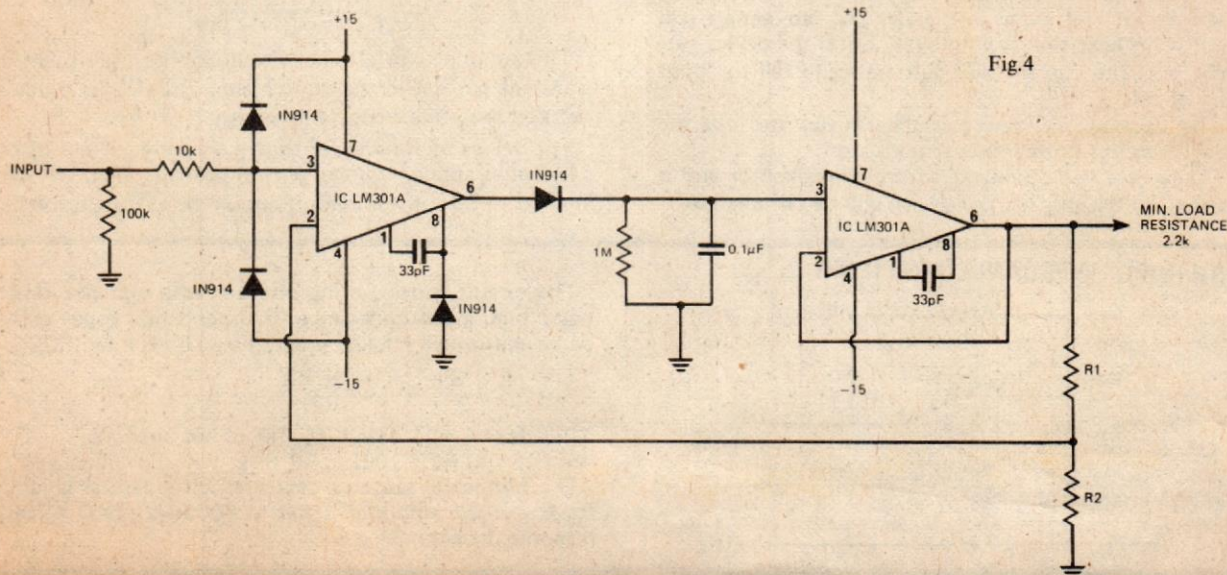 Fig.4
+15
+15
IN914
INPUT
10k
3
7
IC LM301A
6
IN914
3
7
IC LM301A
6
MIN. LOAD
RESISTANCE
2.2k
100k
2
8
1
4
33pF
1M
0.1µF
2
8
1
4
33pF
IN914
IN914
-15
-15
R1
R2